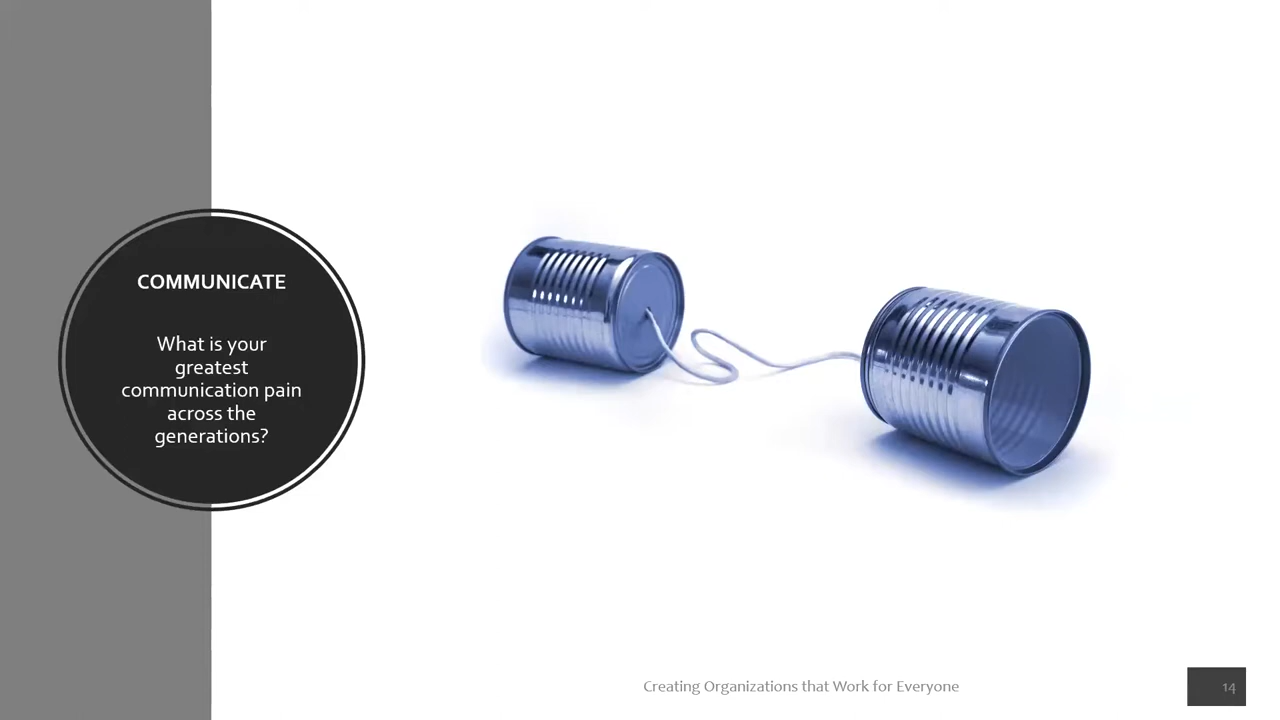 COMMUNICATE
What is your
greatest
communication pain
across the
generations?
Creating Organizations that Work for Everyone
14